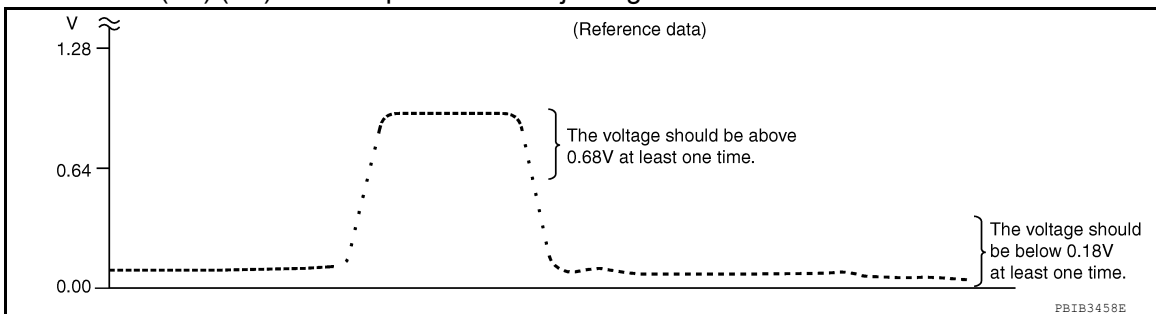 V
(Reference data)
1.28
The voltage should be above
0.68V at least one time.
0.64
The voltage should
be below 0.18V
at least one time.
0.00
PBIB3458E